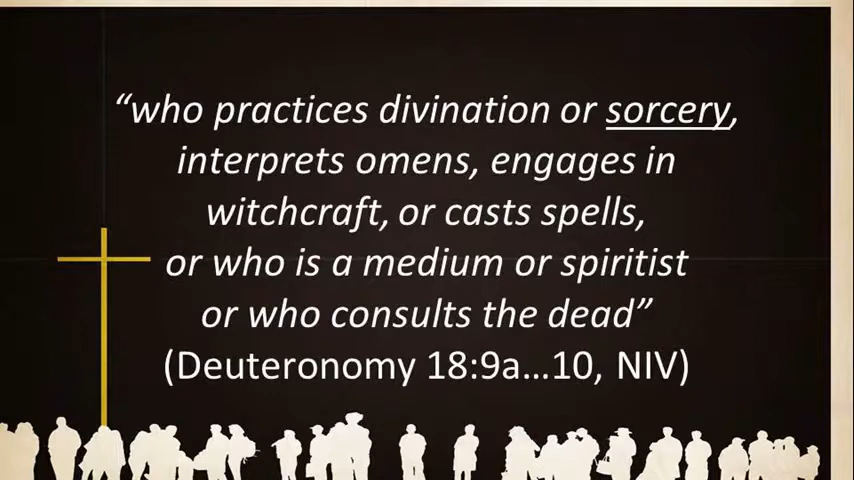 “who practices divination or sorcery,
interprets omens, engages in
witchcraft, or casts spells,
or who is a medium or spiritist
or who consults the dead”
(Deuteronomy 18:9a…10, NIV)